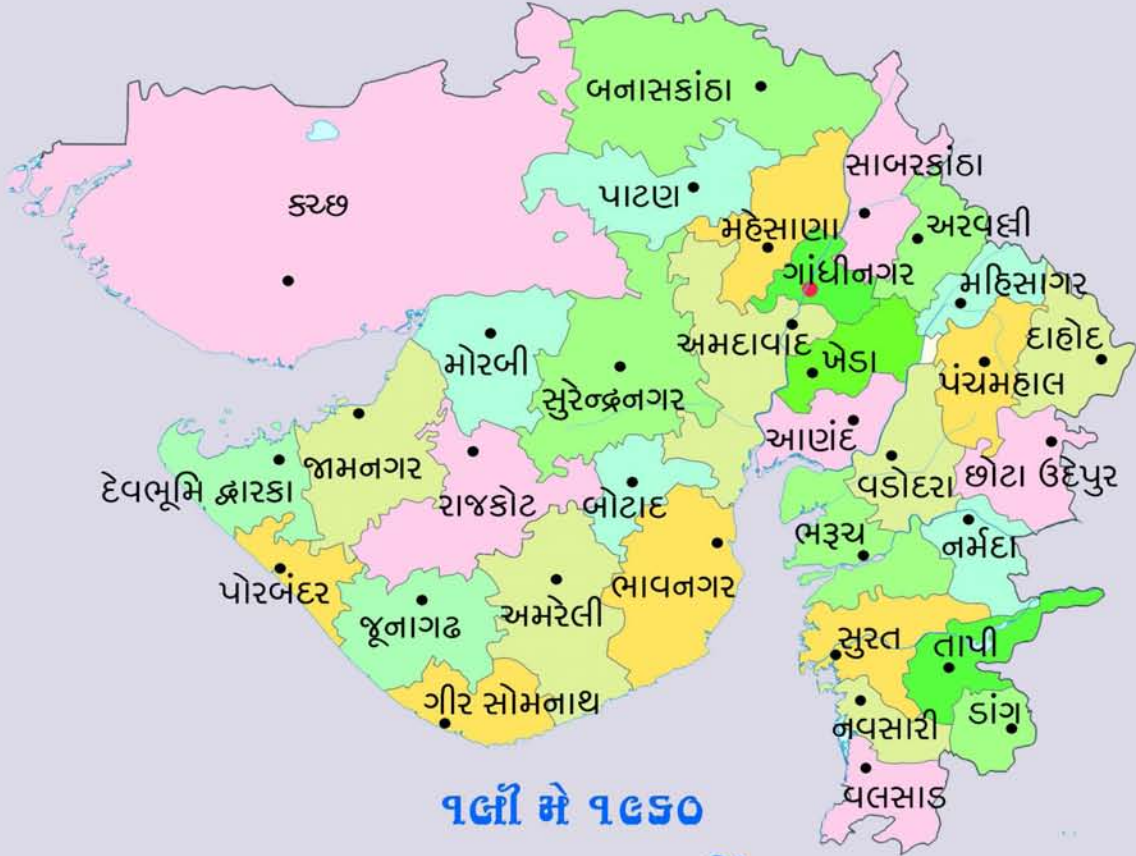 બનાસકાંઠા
સાબરકાંઠા
પાટણ
કચ્છ
મહેસાણા
અરવલ્લી
ગાંધીનગર
મહિસાગર
અમદાવાદ
દાહોદ
મોરબી
ખેડા
પંચમહાલ
સુરેન્દ્રનગર
આણંદ
જામનગર
છોટા ઉદેપુર
વડોદરા
દેવભૂમિ દ્વારકા
રાજકોટ
બોટાદ
ભરૂચ
નર્મદા
પોરબંદર
ભાવનગર
અમરેલી
જૂનાગઢ
સુરત
તાપી
ગીર સોમનાથ
ડાંગ
નવસારી
વલસાડ
૧લી મે ૧૯૬૦